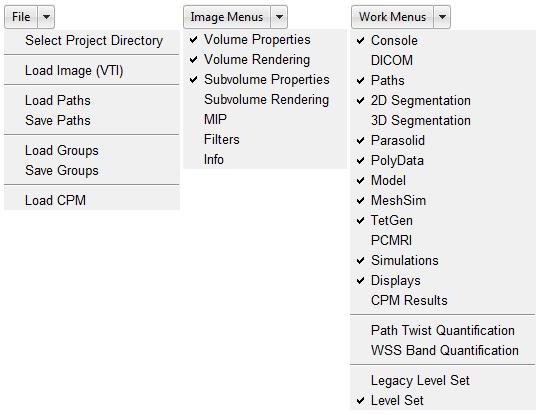 File
Select Project Directory
Load Image (VTI)
Load Paths
Save Paths
Load Groups
Save Groups
Load CPM
Image Menus
Volume Properties
Volume Rendering
Subvolume Properties
Subvolume Rendering
MIP
Filters
Info
Work Menus
Console
DICOM
Paths
2D Segmentation
3D Segmentation
Parasolid
PolyData
Model
MeshSim
TetGen
PCMRI
Simulations
Displays
CPM Results
Path Twist Quantification
WSS Band Quantification
Legacy Level Set
Level Set